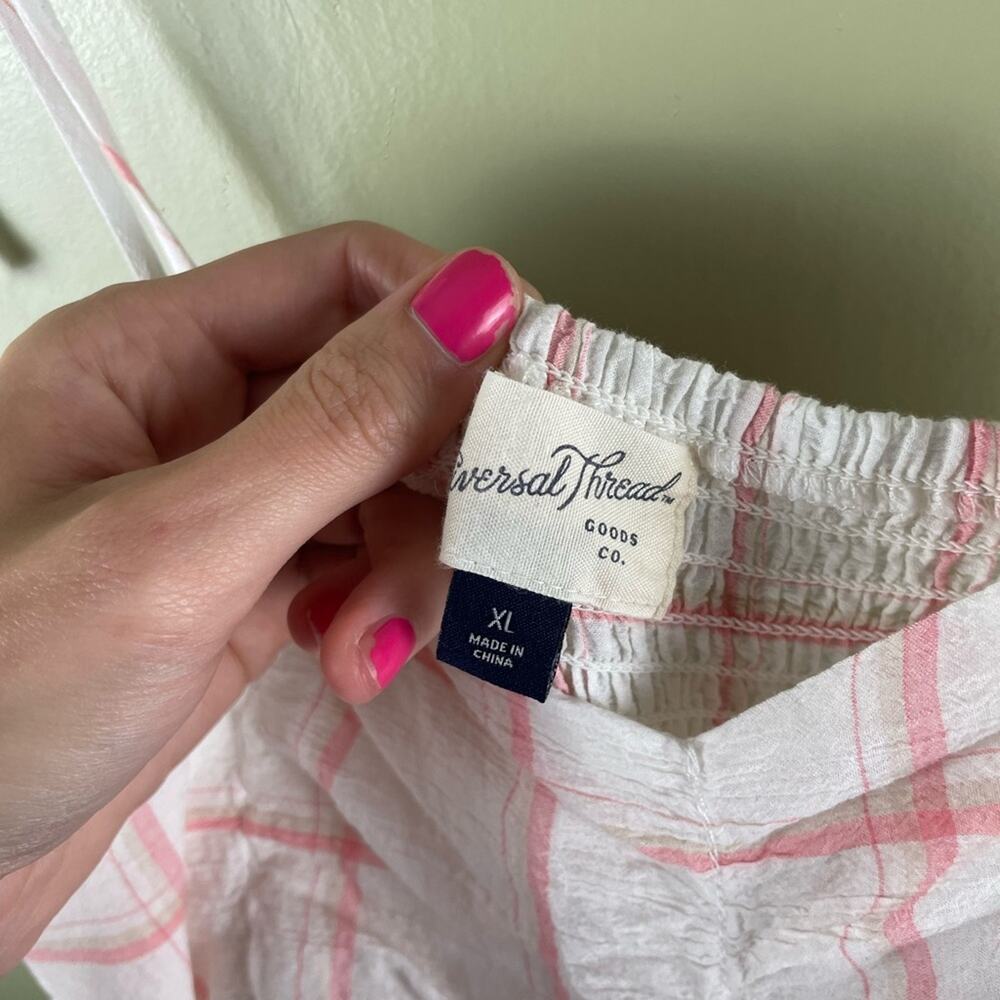 iversal Thread™
GOODS
CO.
XL
MADE IN
CHINA